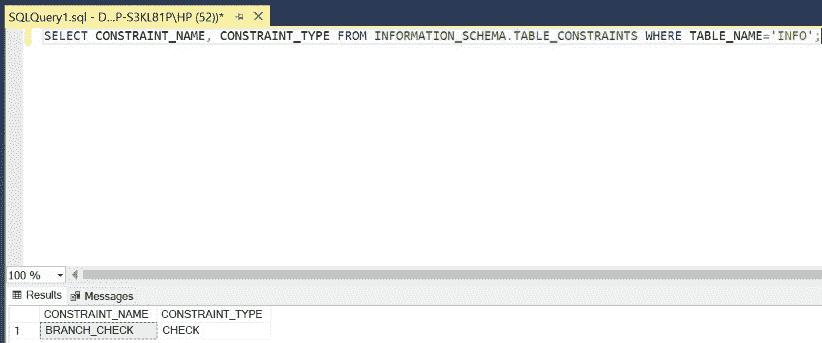 SQLQuery1.sql - D...P-S3KL81P\HP (52))*
SELECT CONSTRAINT_NAME, CONSTRAINT_TYPE FROM INFORMATION_SCHEMA.TABLE_CONSTRAINTS WHERE TABLE_NAME='INFO';
100 %
Results Messages
CONSTRAINT_NAME CONSTRAINT_TYPE
1 BRANCH_CHECK CHECK